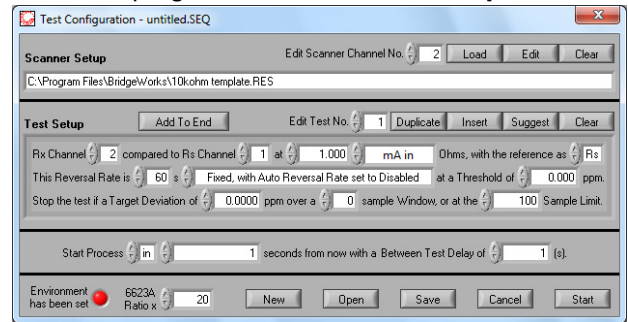 Test Configuration - untitled.SEQ
Scanner Setup Edit Scanner Channel No. 2 Load Edit Clear
C:\Program Files\BridgeWorks\10kohm template.RES
Test Setup Add To End Edit Test No. 1 Duplicate Insert Suggest Clear
Rx Channel 2 compared to Rs Channel 1 at 1.000 mA in Ohms, with the reference as Rs
This Reversal Rate is 60 s Fixed, with Auto Reversal Rate set to Disabled at a Threshold of 0.000 ppm.
Stop the test if a Target Deviation of 0.0000 ppm over a 0 sample Window, or at the 100 Sample Limit.
Start Process in 1 seconds from now with a Between Test Delay of 1 (s).
Environment has been set 6623A Ratio x 20 New Open Save Cancel Start